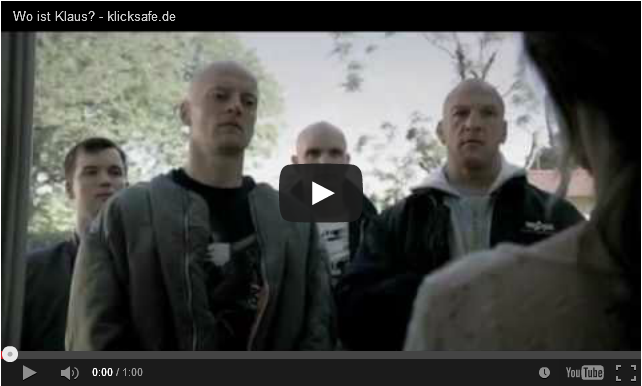 Wo ist Klaus? - klicksafe.de
0:00 / 1:00
YouTube